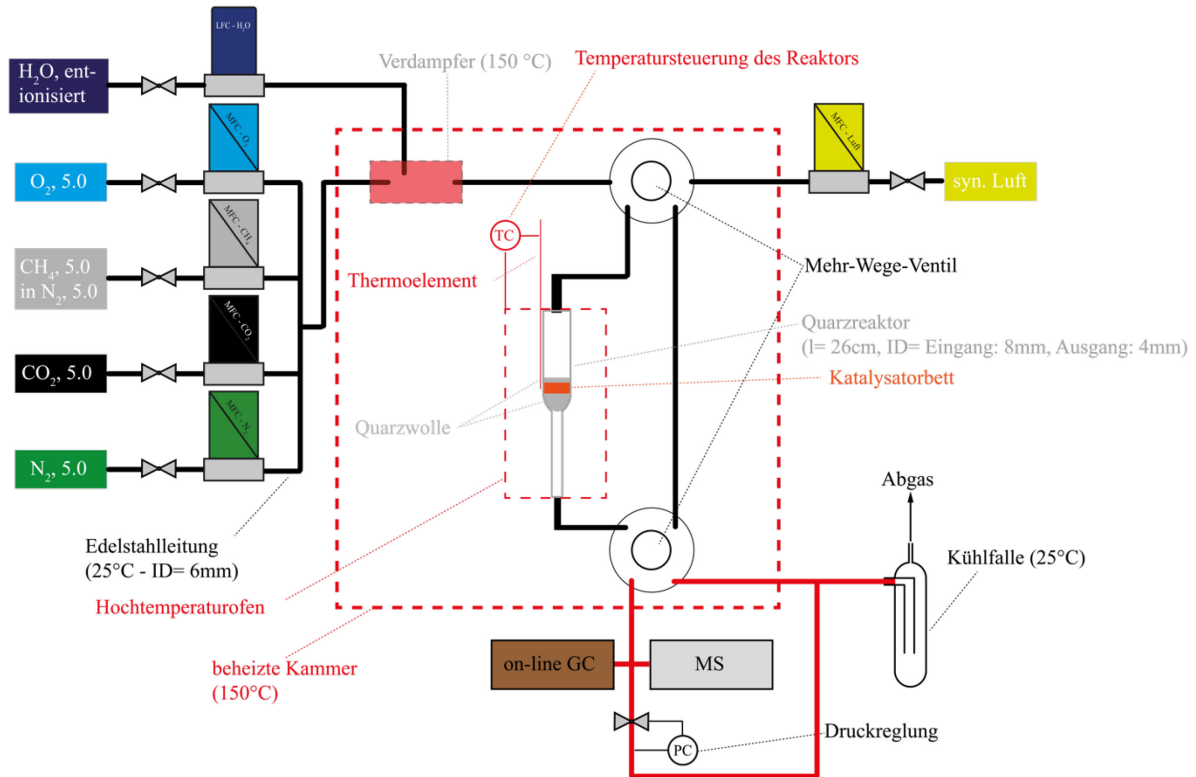 LFC - H₂O
H₂O, ent-
ionisiert
Verdampfer (150 °C)
Temperatursteuerung des Reaktors
MFC - O₂
O₂, 5.0
MFC - Luft
syn. Luft
MFC - CH₄
CH₄, 5.0
in N₂, 5.0
TC
Thermoelement
Mehr-Wege-Ventil
MFC - CO₂
CO₂, 5.0
Quarzreaktor
(l= 26cm, ID= Eingang: 8mm, Ausgang: 4mm)
Katalysatorbett
Quarzwolle
MFC - N₂
N₂, 5.0
Abgas
Edelstahlleitung
(25°C - ID= 6mm)
Kühlfalle (25°C)
Hochtemperaturofen
beheizte Kammer
(150°C)
on-line GC
MS
Druckreglung
PC